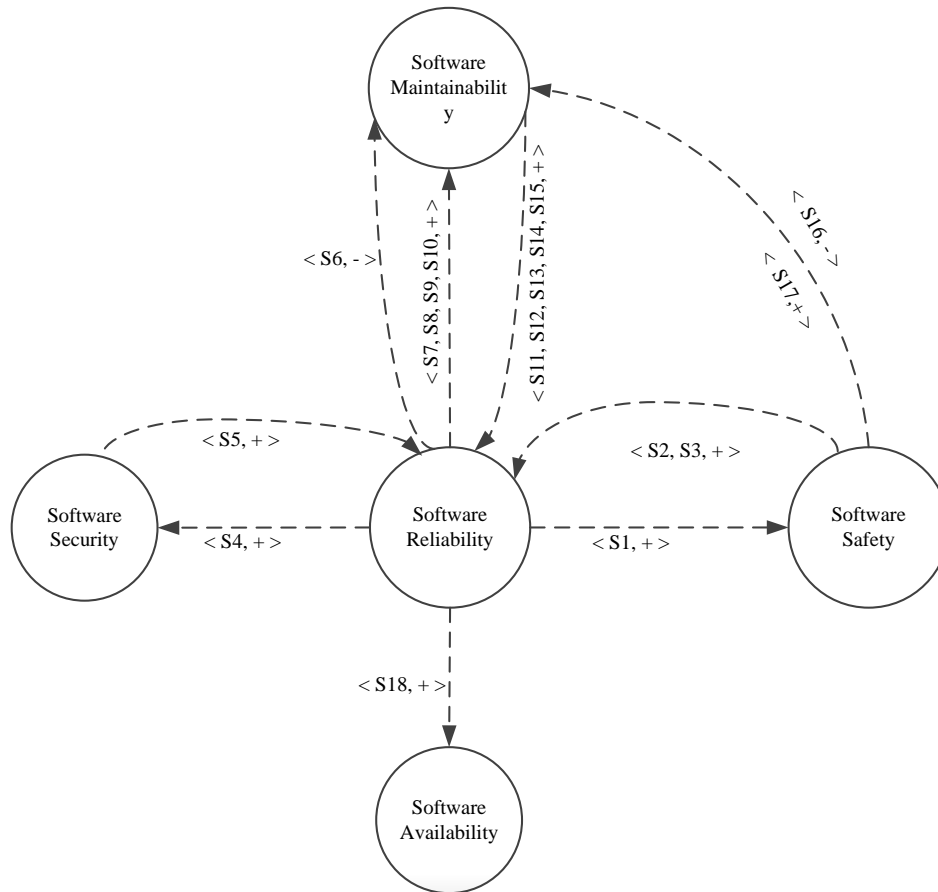 Software
Maintainabilit
y
< S6, - >
< S7, S8, S9, S10, + >
< S11, S12, S13, S14, S15, + >
< S16, - >
< S17,+ >
< S5, + >
< S2, S3, + >
Software
Security
< S4, + >
Software
Reliability
< S1, + >
Software
Safety
< S18, + >
Software
Availability